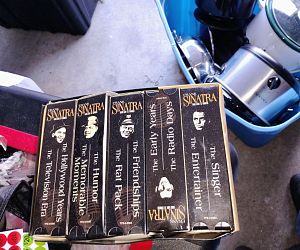 SINATRA
The Hollywood Years
The Television Era
SINATRA
The Humor
The Memorable
Moments
SINATRA
The Friendships
The Rat Pack
SINATRA
The Early Years
The Radio Days
SINATRA
The Singer
The Entertainer